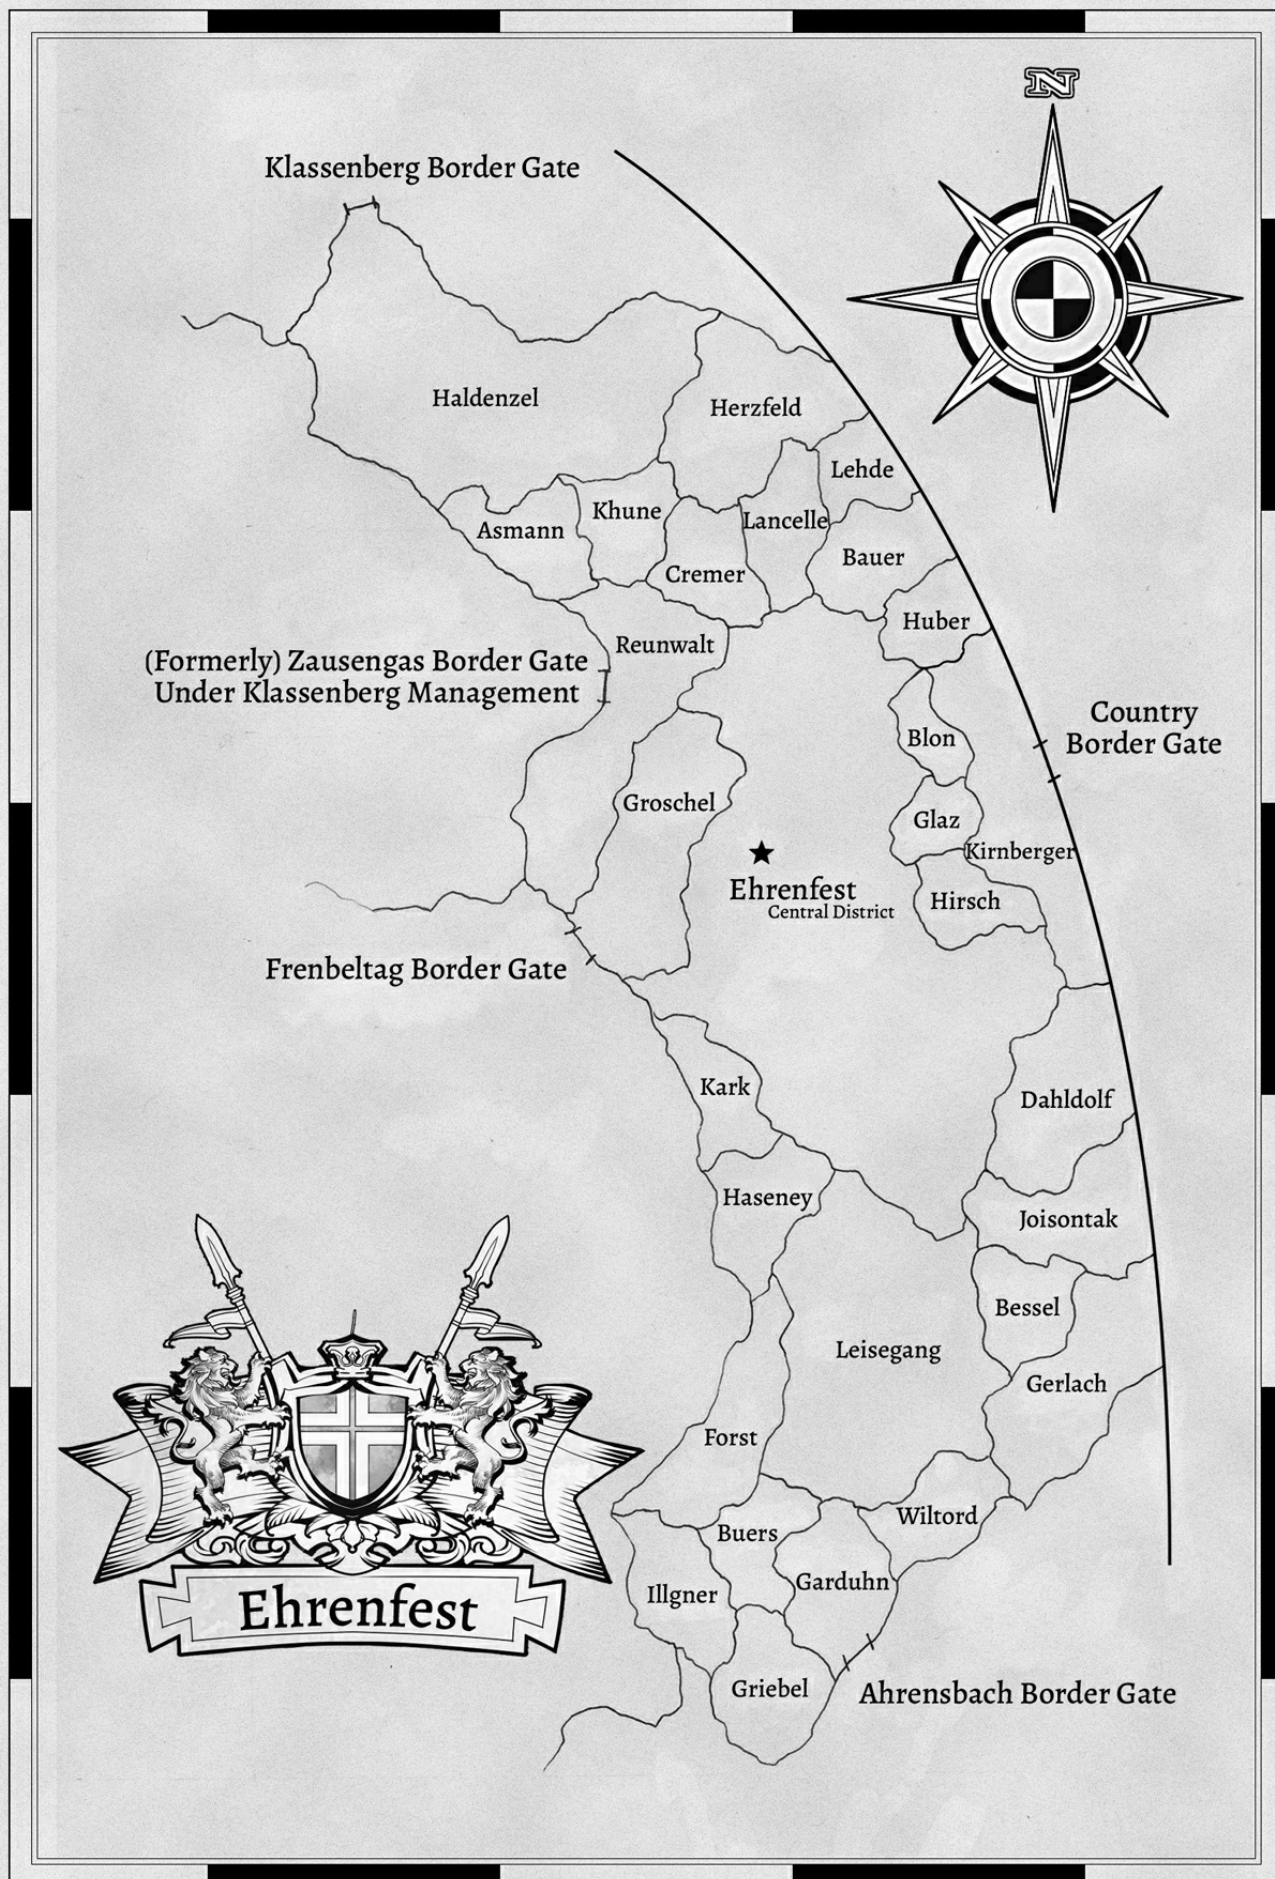 N
Klassenberg Border Gate
Haldenzel
Herzfeld
Lehde
Khune
Lancelle
Asmann
Bauer
Cremer
Huber
Reunwalt
(Formerly) Zausengas Border Gate
Under Klassenberg Management
Country
Border Gate
Blon
Groschel
Glaz
Kirnberger
Ehrenfest
Central District
Hirsch
Frenbeltag Border Gate
Kark
Dahldolf
Haseney
Joisontak
Bessel
Leisegang
Gerlach
Forst
Wiltord
Buers
Garduhn
Illgner
Ehrenfest
Griebel
Ahrensbach Border Gate